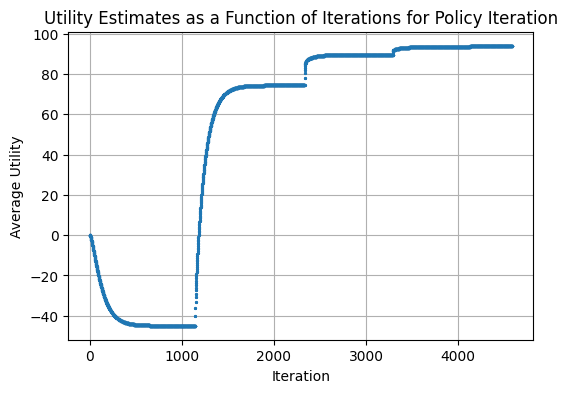 Utility Estimates as a Function of Iterations for Policy Iteration
100
80
60
40
20
0
−20
−40
Average Utility
0 1000 2000 3000 4000
Iteration